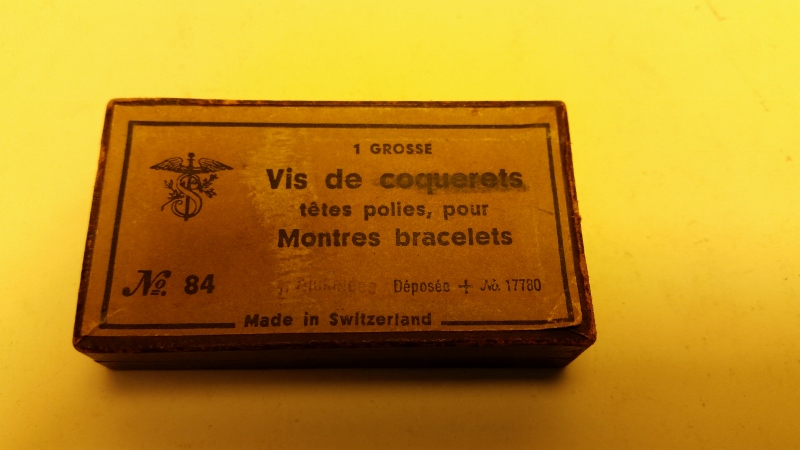 1 GROSSE
Vis de coquerets
têtes polies, pour
Montres bracelets
No. 84
Déposée + No. 17780
Made in Switzerland